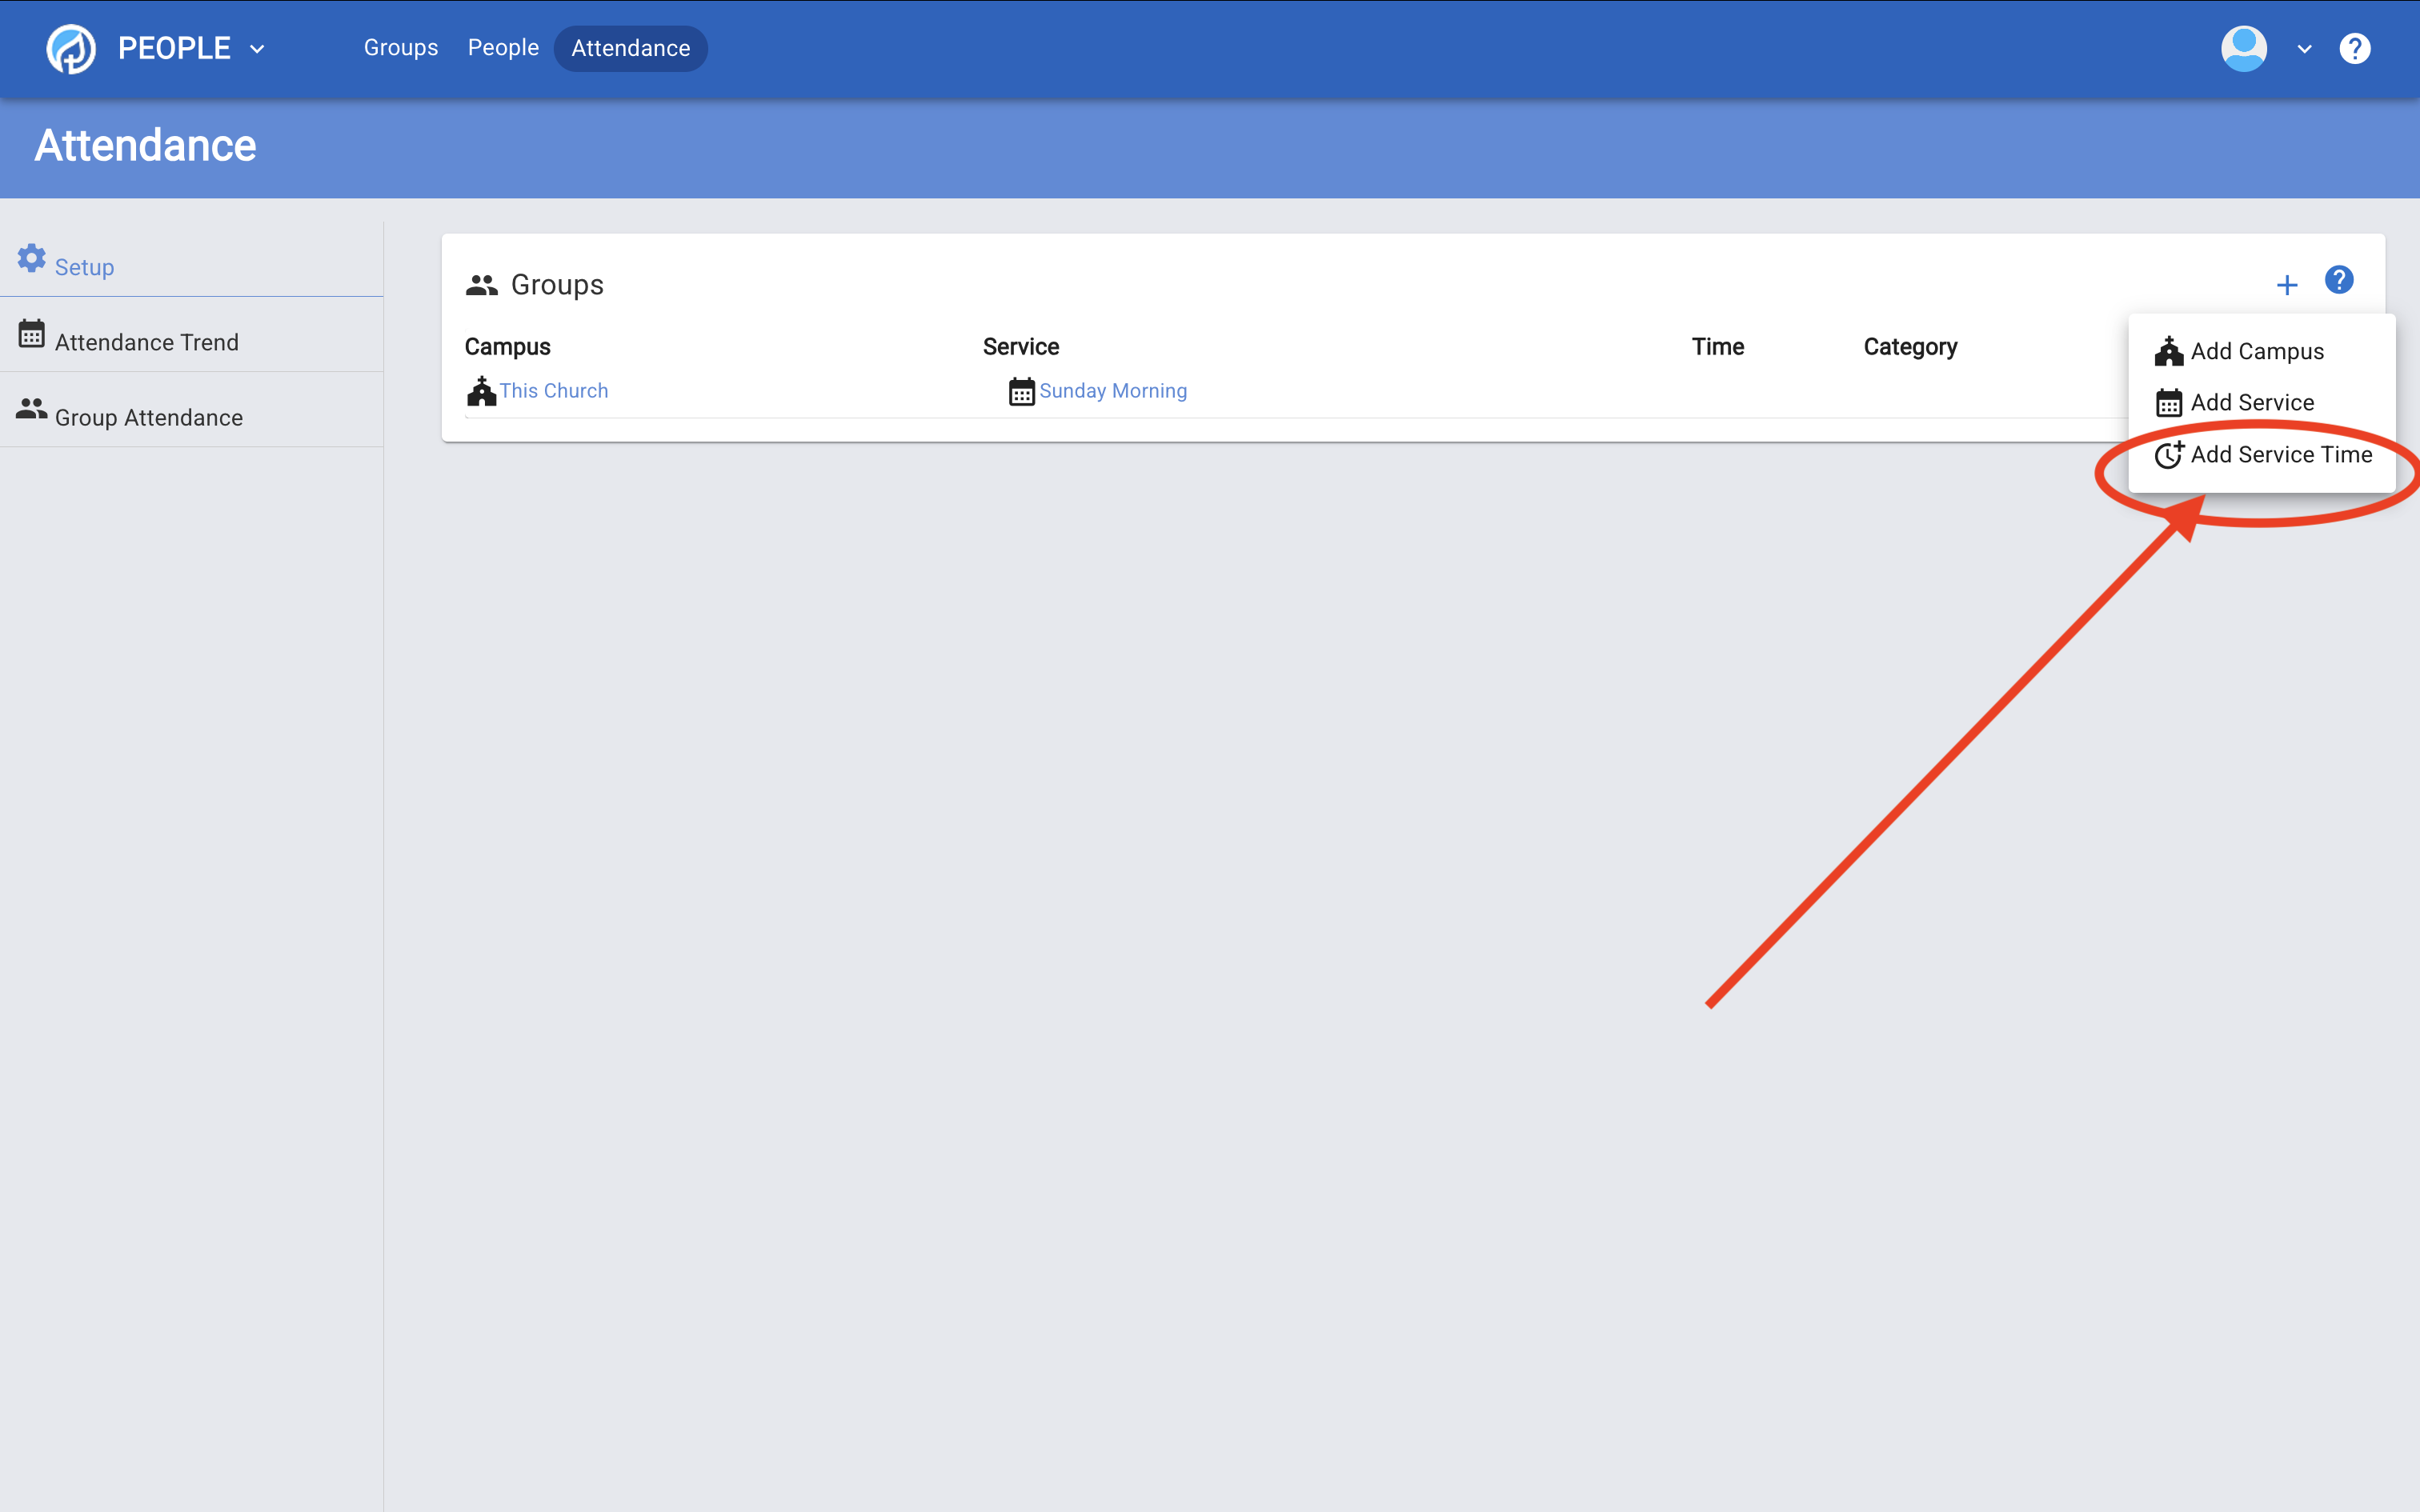 PEOPLE
Groups People Attendance
?
Attendance
Setup
Attendance Trend
Group Attendance
Groups
+ ?
Campus Service Time Category
This Church Sunday Morning
Add Campus
Add Service
Add Service Time